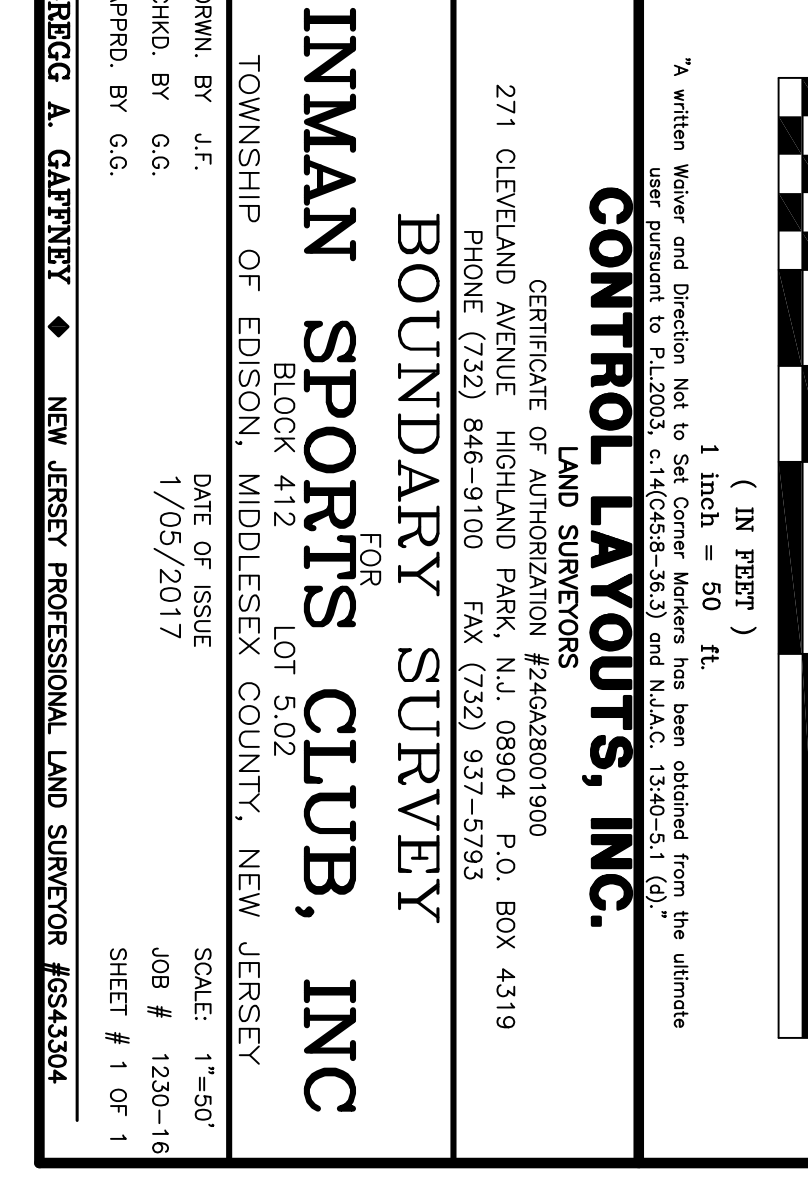 ( IN FEET )
1 inch = 50 ft.
"A written Waiver and Direction Not to Set Corner Markers has been obtained from the ultimate
user pursuant to P.L.2003, c.14(C45:8-36.3) and N.J.A.C. 13:40-5.1 (d)."
CONTROL LAYOUTS, INC.
LAND SURVEYORS
CERTIFICATE OF AUTHORIZATION #24GA28001900
271 CLEVELAND AVENUE HIGHLAND PARK, N.J. 08904 P.O. BOX 4319
PHONE (732) 846-9100 FAX (732) 937-5793
BOUNDARY SURVEY
FOR
INMAN SPORTS CLUB, INC
BLOCK 412 LOT 5.02
TOWNSHIP OF EDISON, MIDDLESEX COUNTY, NEW JERSEY
DRWN. BY J.F. DATE OF ISSUE SCALE: 1"=50'
CHKD. BY G.G. 1/05/2017 JOB # 1230-16
APPRD. BY G.G. SHEET # 1 OF 1
REGG A. GAFFNEY ◆ NEW JERSEY PROFESSIONAL LAND SURVEYOR #GS43304